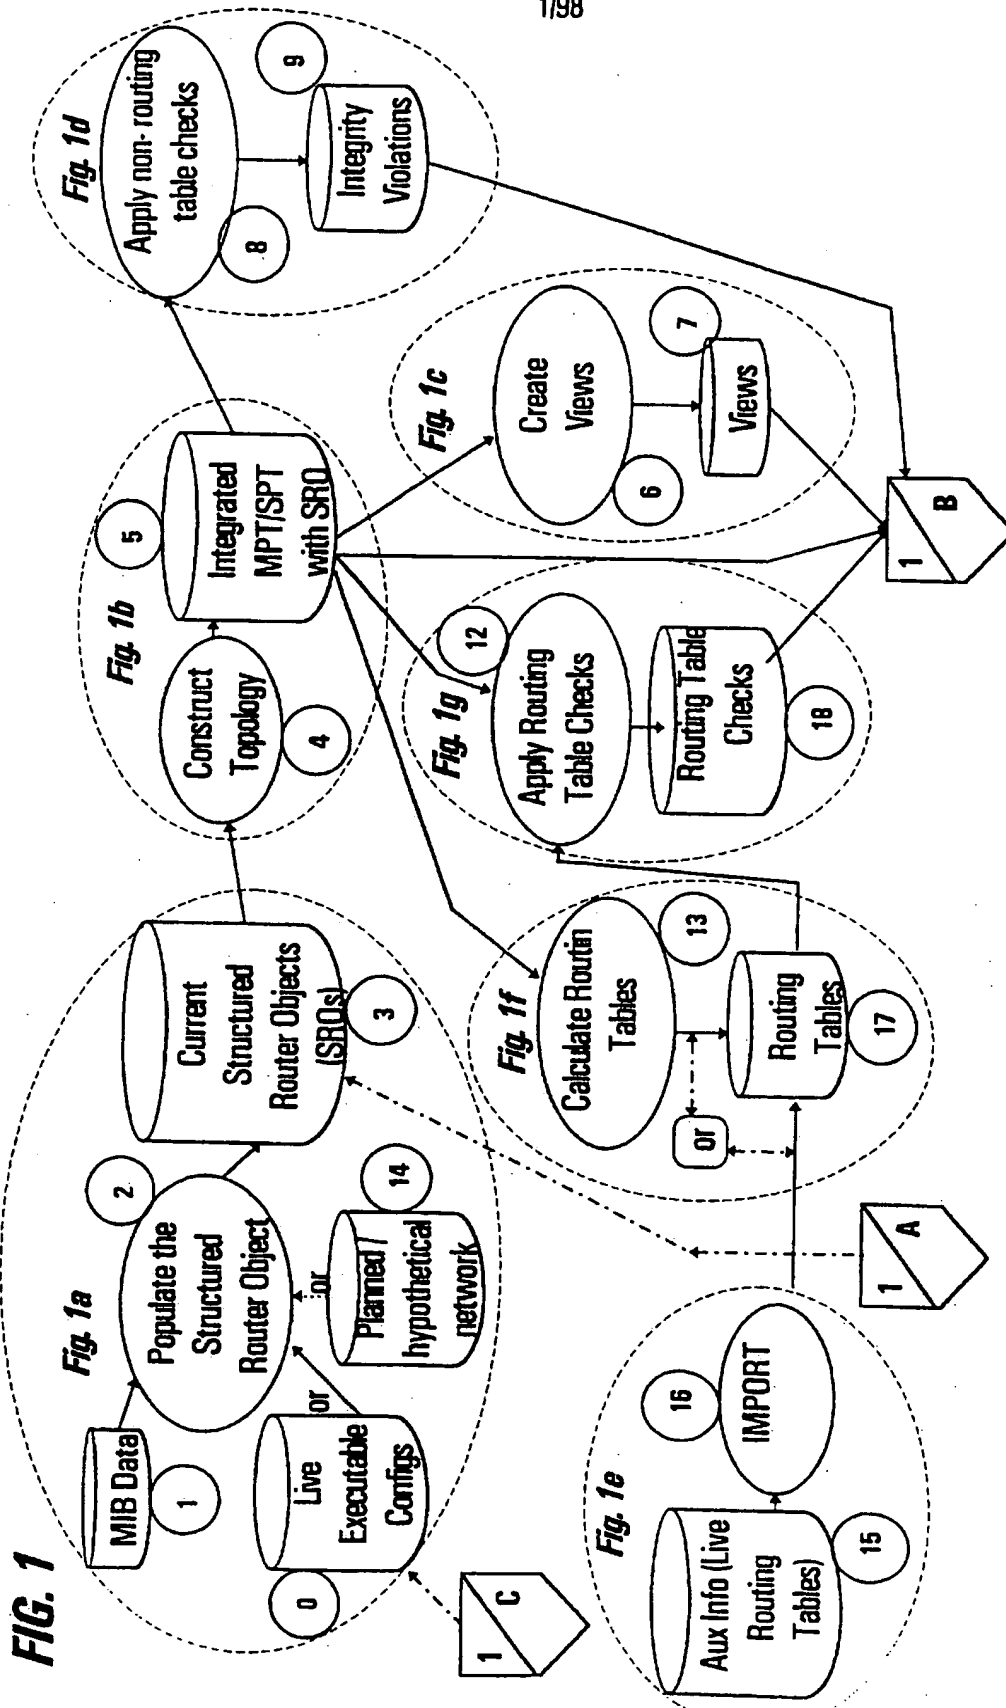 1/98
FIG. 1
Fig. 1a
MIB Data
1
Populate the
Structured
Router Object
2
Live
Executable
Configs
0
or
or
Planned /
hypothetical
network
14
Current
Structured
Router Objects
(SROs)
3
1
C
Fig. 1b
Construct
Topology
4
Integrated
MPT/SPT
with SRO
5
Fig. 1d
Apply non-routing
table checks
8
Integrity
Violations
9
Fig. 1c
Create
Views
6
Views
7
Fig. 1g
Apply Routing
Table Checks
12
Routing Table
Checks
18
Fig. 1f
Calculate Routin
Tables
13
or
Routing
Tables
17
Fig. 1e
Aux Info (Live
Routing
Tables)
15
IMPORT
16
1
A
1
B